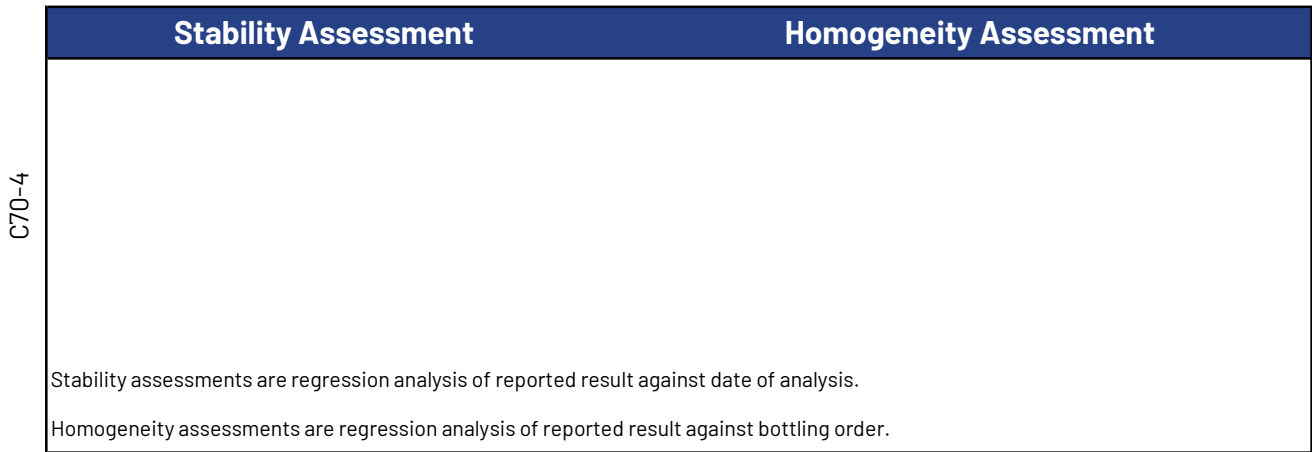 Stability Assessment
Homogeneity Assessment
C70-4
Stability assessments are regression analysis of reported result against date of analysis.
Homogeneity assessments are regression analysis of reported result against bottling order.